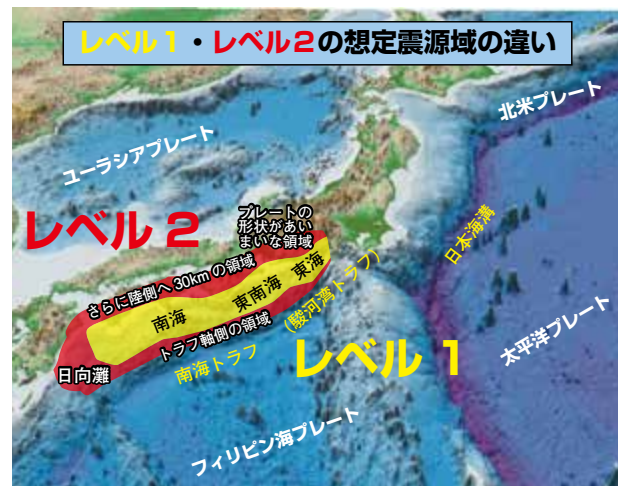 レベル1・レベル2の想定震源域の違い
北米プレート
ユーラシアプレート
レベル 2
プレートの
形状があい
まいな領域
日本海溝
さらに陸側へ30kmの領域
東海
東南海
南海
(駿河湾トラフ)
トラフ軸側の領域
太平洋プレート
南海トラフ
レベル 1
日向灘
フィリピン海プレート